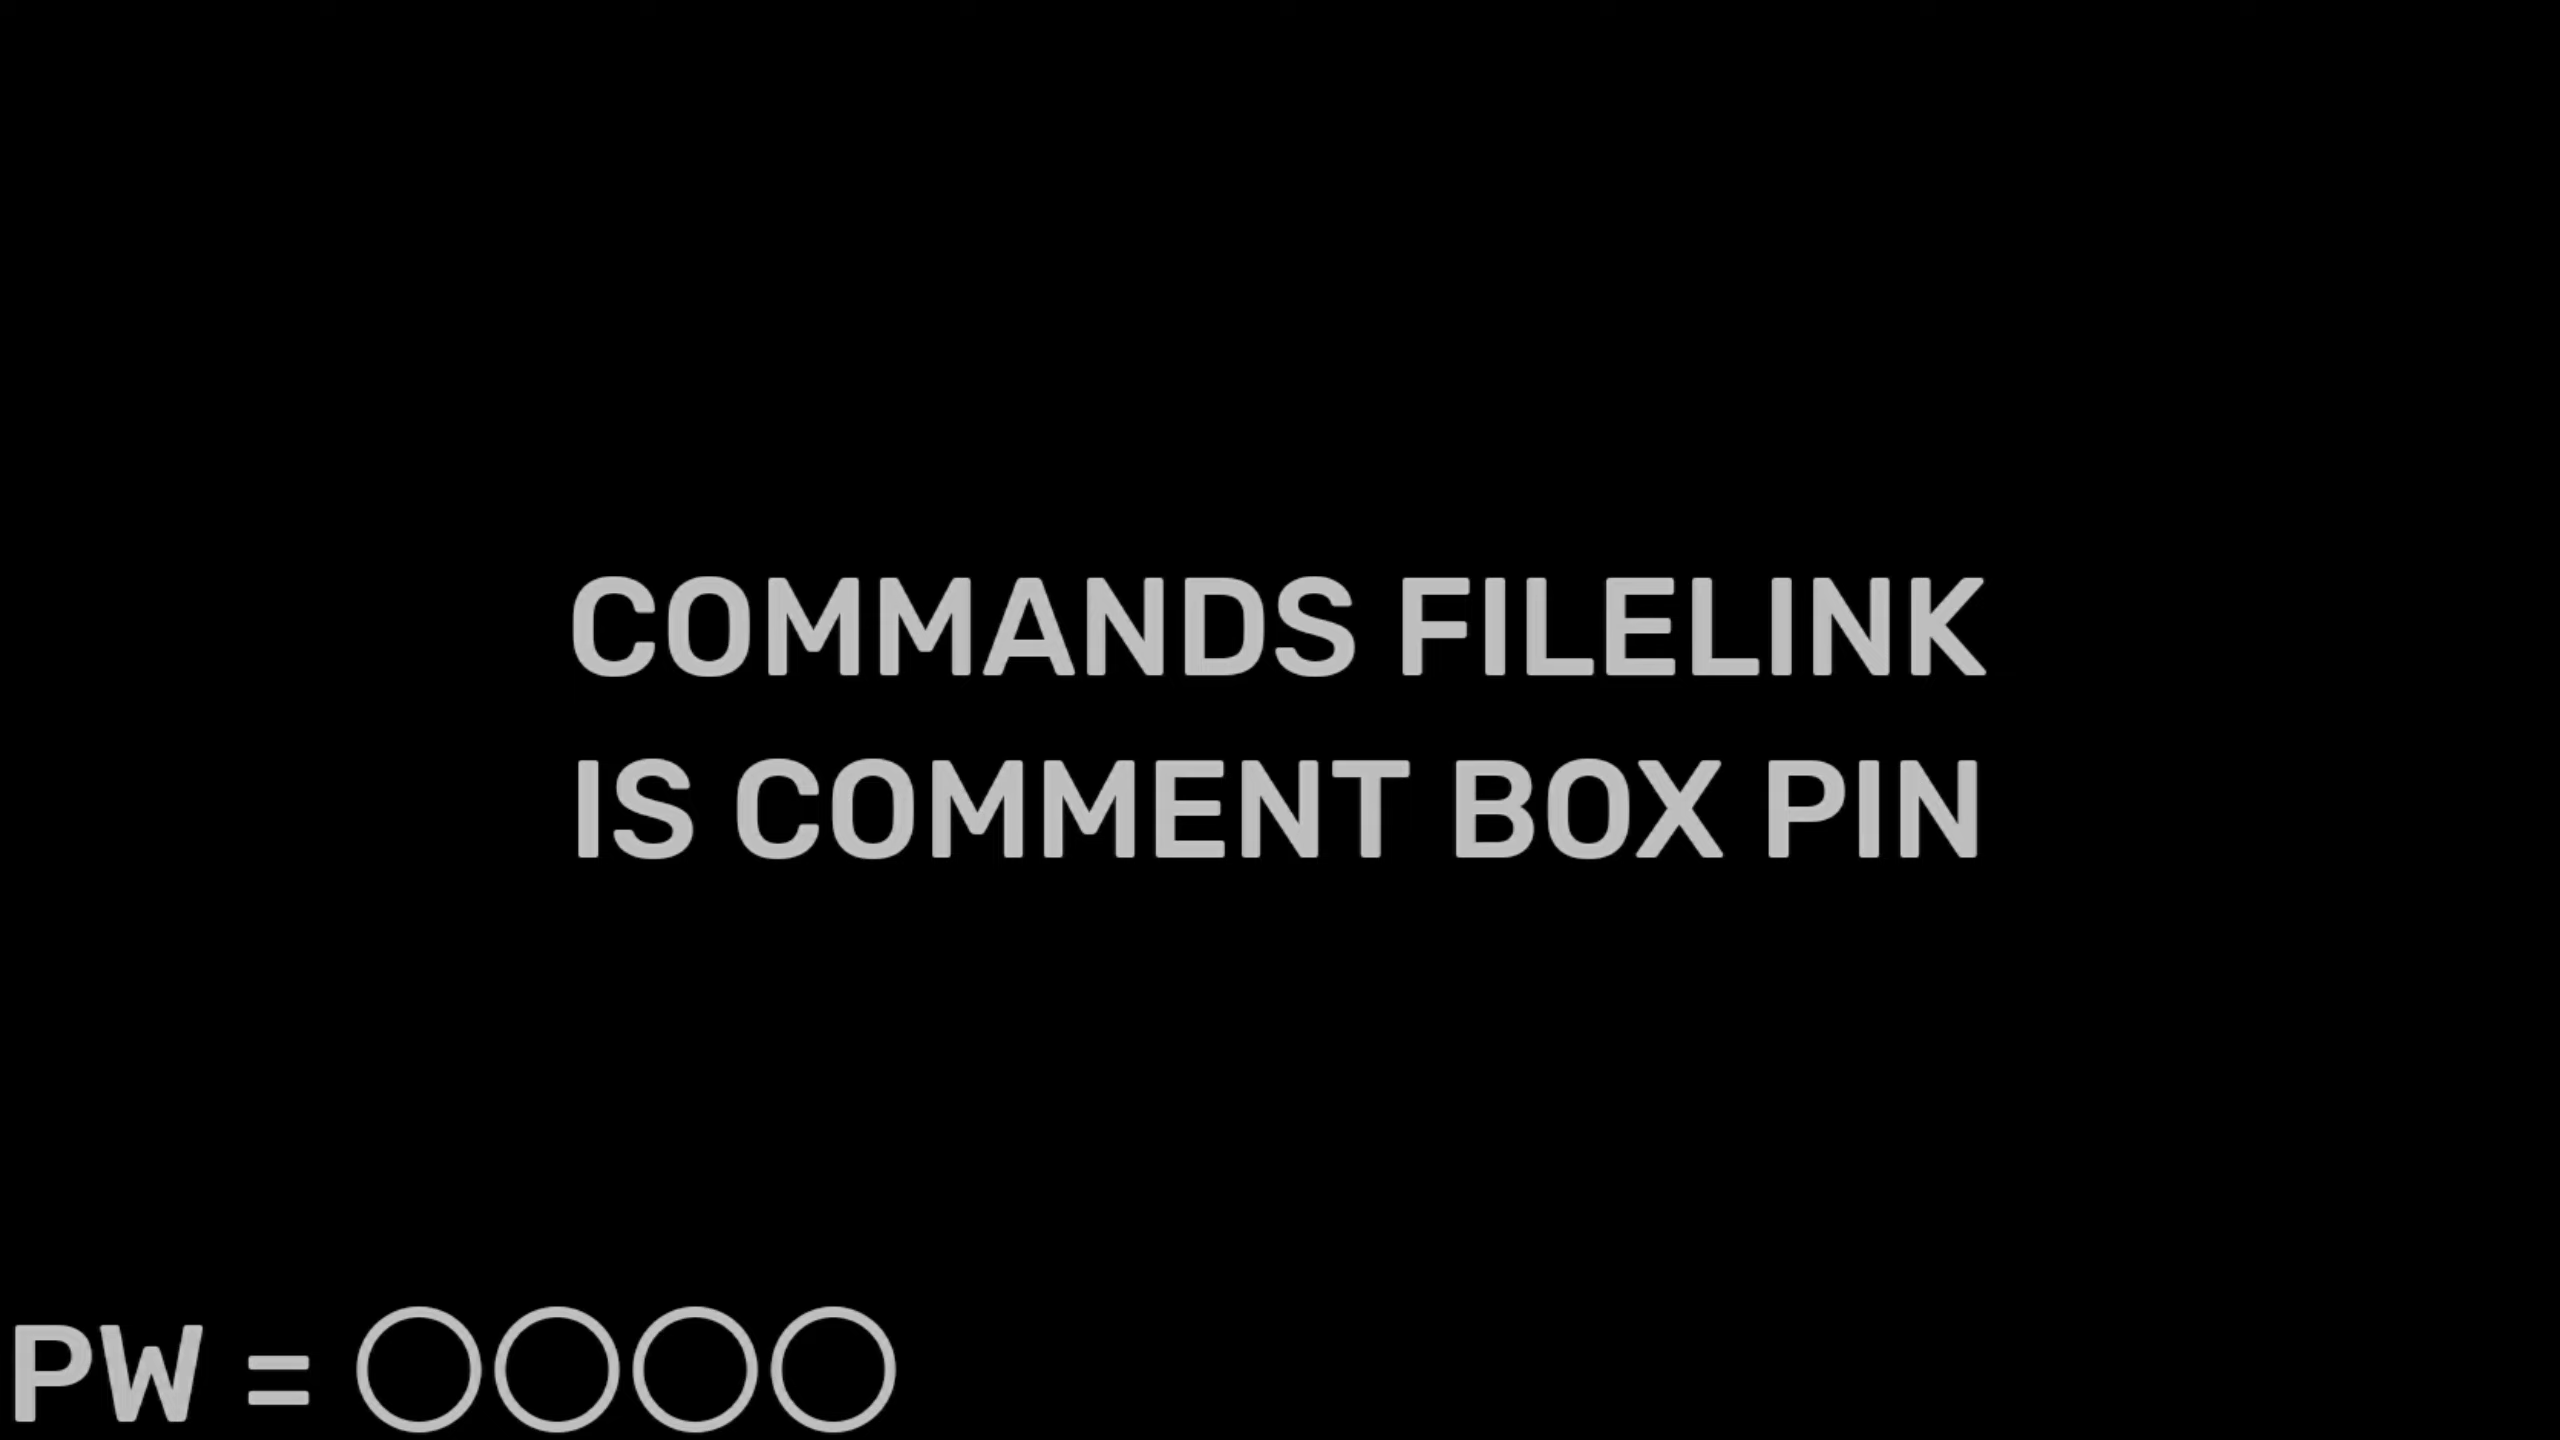 COMMANDS FILELINK
IS COMMENT BOX PIN
PW = ○○○○